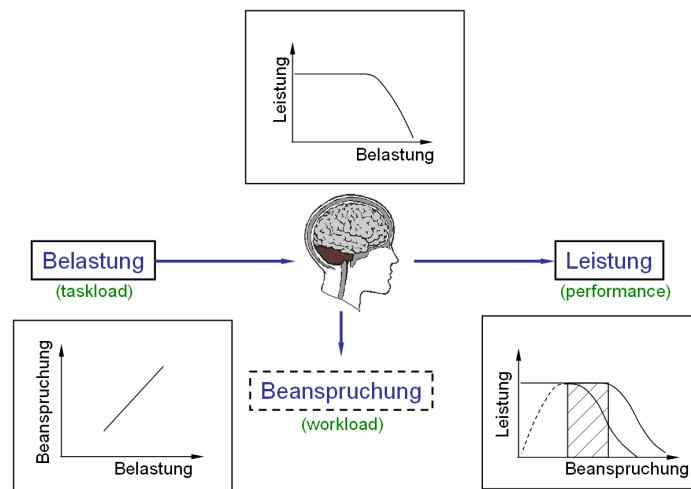 Leistung
Belastung
Belastung
(taskload)
Leistung
(performance)
Beanspruchung
(workload)
Beanspruchung
Belastung
Leistung
Beanspruchung